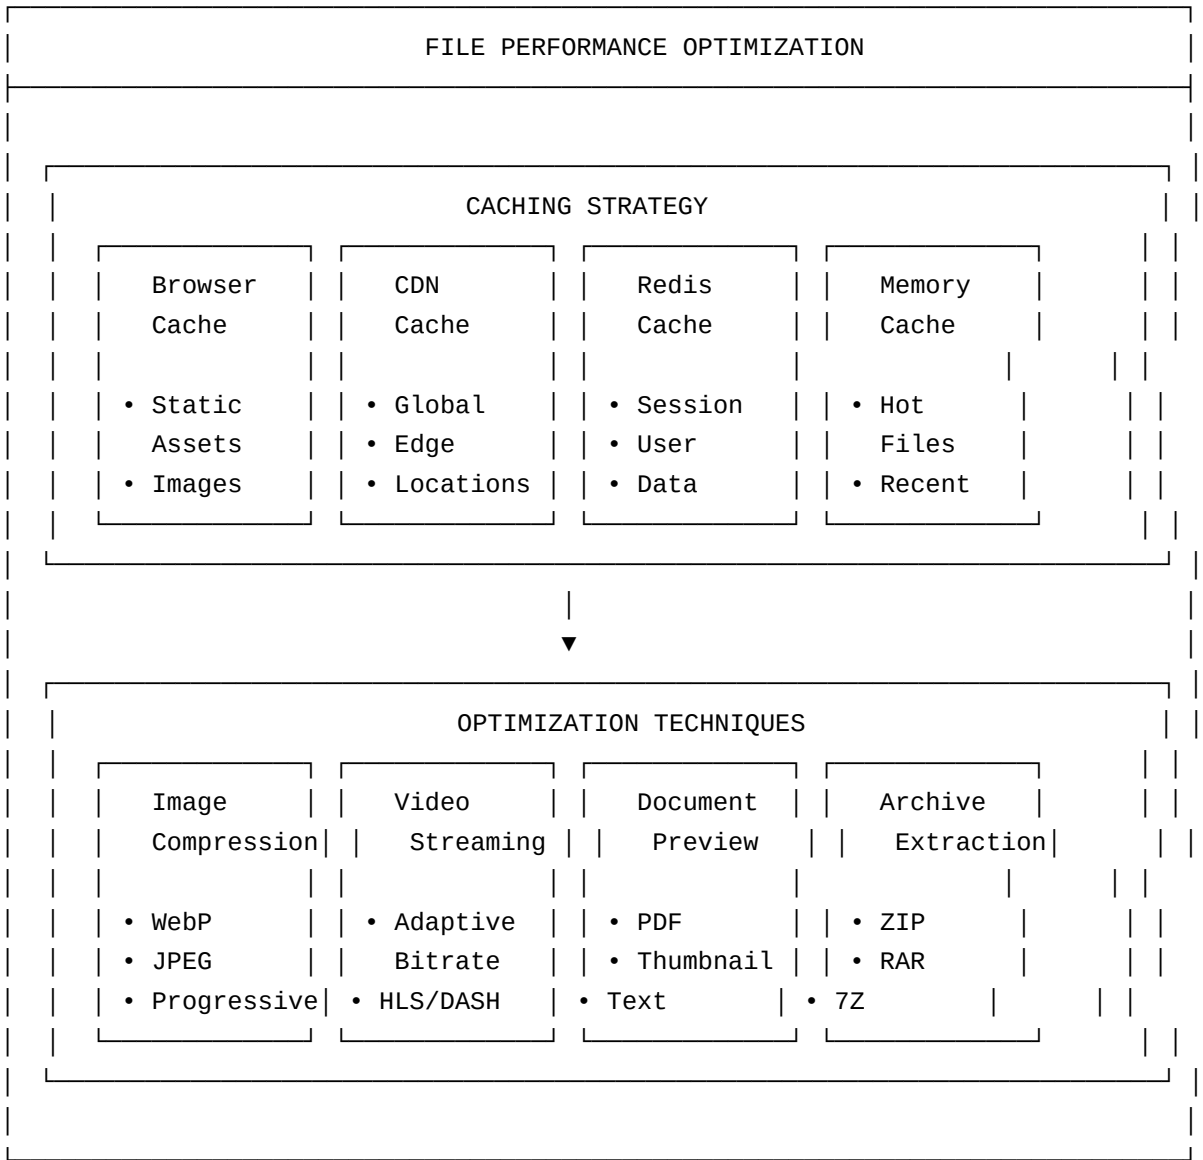 FILE PERFORMANCE OPTIMIZATION
CACHING STRATEGY
Browser CDN Redis Memory
Cache Cache Cache Cache
• Static • Global • Session • Hot
Assets • Edge • User Files
• Images • Locations • Data • Recent
OPTIMIZATION TECHNIQUES
Image Video Document Archive
Compression Streaming Preview Extraction
• WebP • Adaptive • PDF • ZIP
• JPEG Bitrate • Thumbnail • RAR
• Progressive • HLS/DASH • Text • 7Z